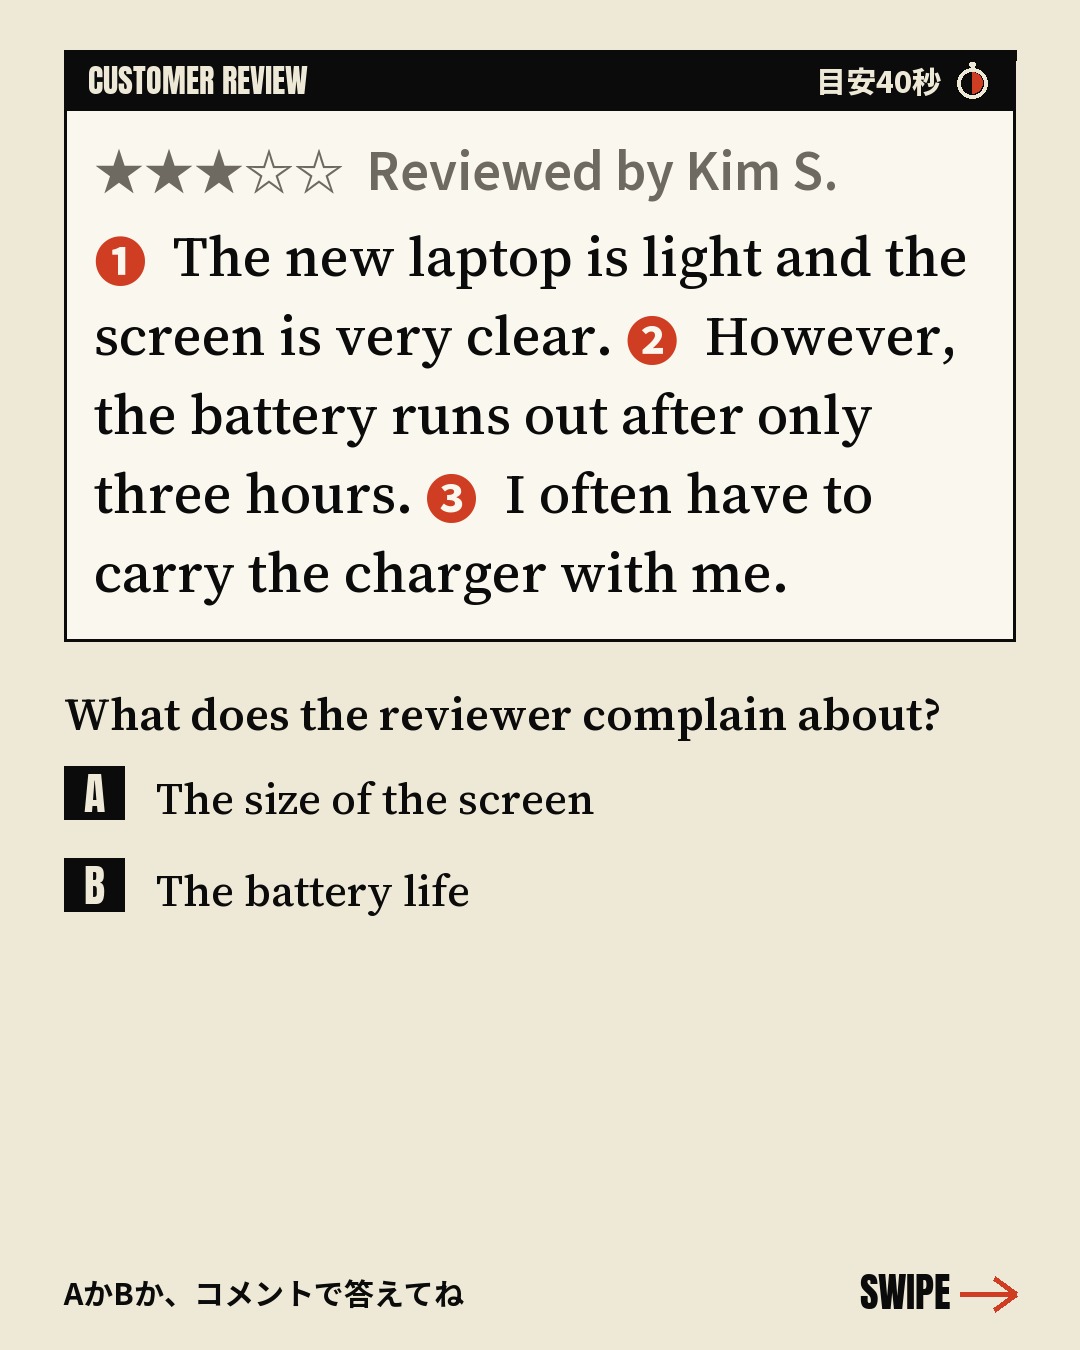 CUSTOMER REVIEW
目安40秒
★★★☆☆ Reviewed by Kim S.
❶ The new laptop is light and the
screen is very clear. ❷ However,
the battery runs out after only
three hours. ❸ I often have to
carry the charger with me.
What does the reviewer complain about?
A The size of the screen
B The battery life
AかBか、コメントで答えてね
SWIPE →